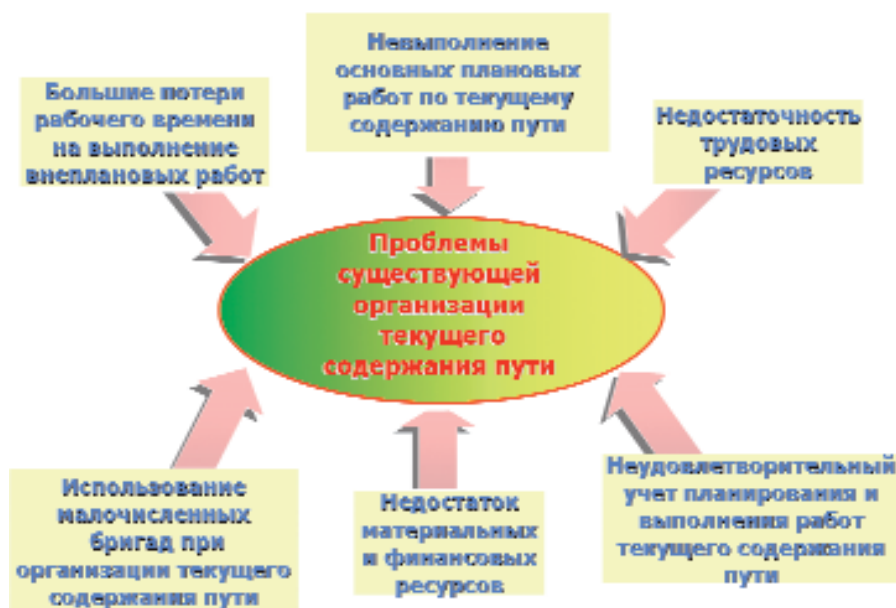 Невыполнение
основных плановых
работ по текущему
содержанию пути
Большие потери
рабочего времени
на выполнение
внеплановых работ
Недостаточность
трудовых
ресурсов
Проблемы
существующей
организации
текущего
содержания пути
Использование
малочисленных
бригад при
организации текущего
содержания пути
Недостаток
материальных
и финансовых
ресурсов
Неудовлетворительный
учет планирования и
выполнения работ
текущего содержания
пути